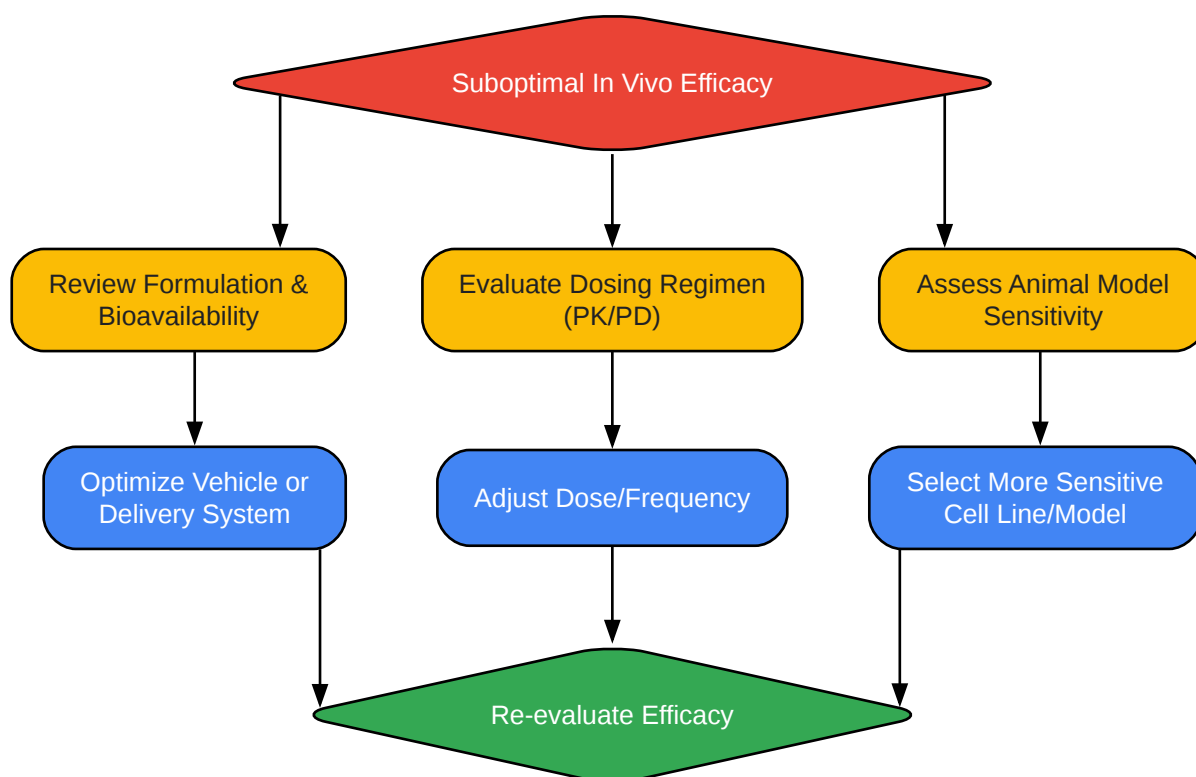 Suboptimal In Vivo Efficacy
Review Formulation &
Bioavailability
Evaluate Dosing Regimen
(PK/PD)
Assess Animal Model
Sensitivity
Optimize Vehicle or
Delivery System
Adjust Dose/Frequency
Select More Sensitive
Cell Line/Model
Re-evaluate Efficacy